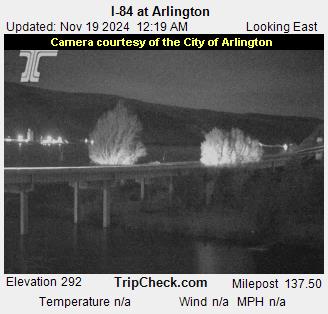 I-84 at Arlington
Updated: Nov 19 2024 12:19 AM Looking East
Camera courtesy of the City of Arlington
Elevation 292 TripCheck.com Milepost 137.50
Temperature n/a Wind n/a MPH n/a